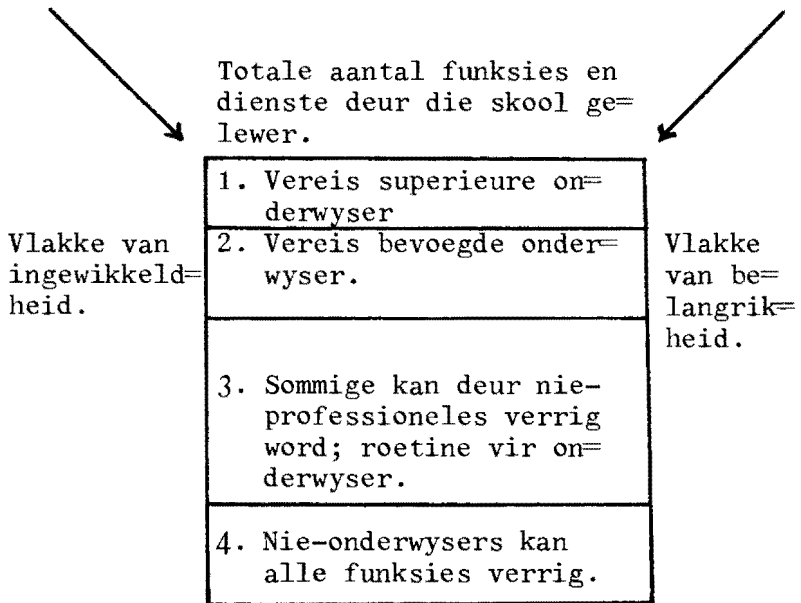 Totale aantal funksies en
dienste deur die skool ge=
lewer.
1. Vereis superieure on=
derwyser
Vlakke van
ingewikkeld=
heid.
2. Vereis bevoegde onder=
wyser.
Vlakke
van be=
langrik=
heid.
3. Sommige kan deur nie-
professioneles verrig
word; roetine vir on=
derwyser.
4. Nie-onderwysers kan
alle funksies verrig.